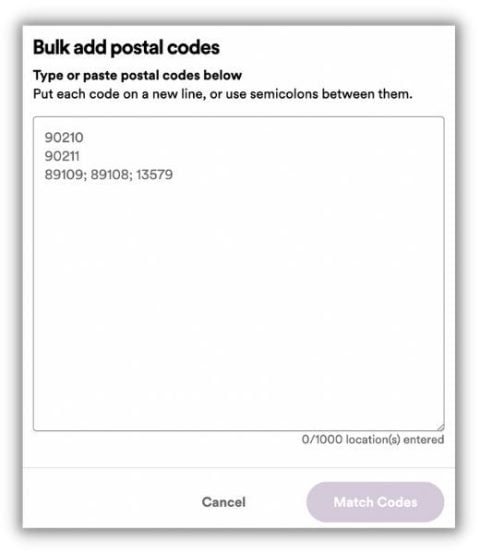 Bulk add postal codes
Type or paste postal codes below
Put each code on a new line, or use semicolons between them.
90210
90211
89109; 89108; 13579
0/1000 location(s) entered
Cancel
Match Codes